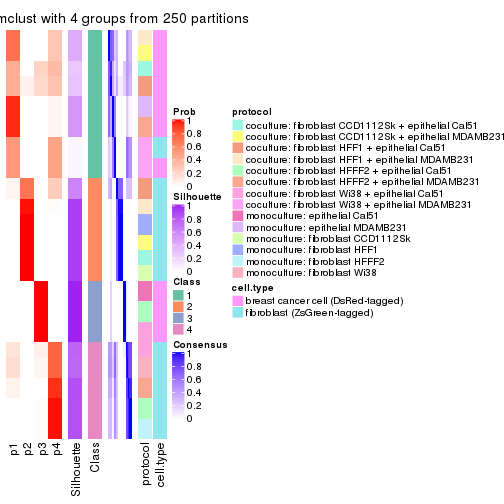 mclust with 4 groups from 250 partitions
Prob
1
0.8
0.6
0.4
0.2
0
Silhouette
1
0.8
0.6
0.4
0.2
0
Class
1
2
3
4
Consensus
1
0.8
0.6
0.4
0.2
0
protocol
coculture: fibroblast CCD1112Sk + epithelial Cal51
coculture: fibroblast CCD1112Sk + epithelial MDAMB231
coculture: fibroblast HFF1 + epithelial Cal51
coculture: fibroblast HFF1 + epithelial MDAMB231
coculture: fibroblast HFFF2 + epithelial Cal51
coculture: fibroblast HFFF2 + epithelial MDAMB231
coculture: fibroblast Wi38 + epithelial Cal51
coculture: fibroblast Wi38 + epithelial MDAMB231
monoculture: epithelial Cal51
monoculture: epithelial MDAMB231
monoculture: fibroblast CCD1112Sk
monoculture: fibroblast HFF1
monoculture: fibroblast HFFF2
monoculture: fibroblast Wi38
cell.type
breast cancer cell (DsRed-tagged)
fibroblast (ZsGreen-tagged)
p1
p2
p3
p4
Silhouette
Class
protocol
cell.type